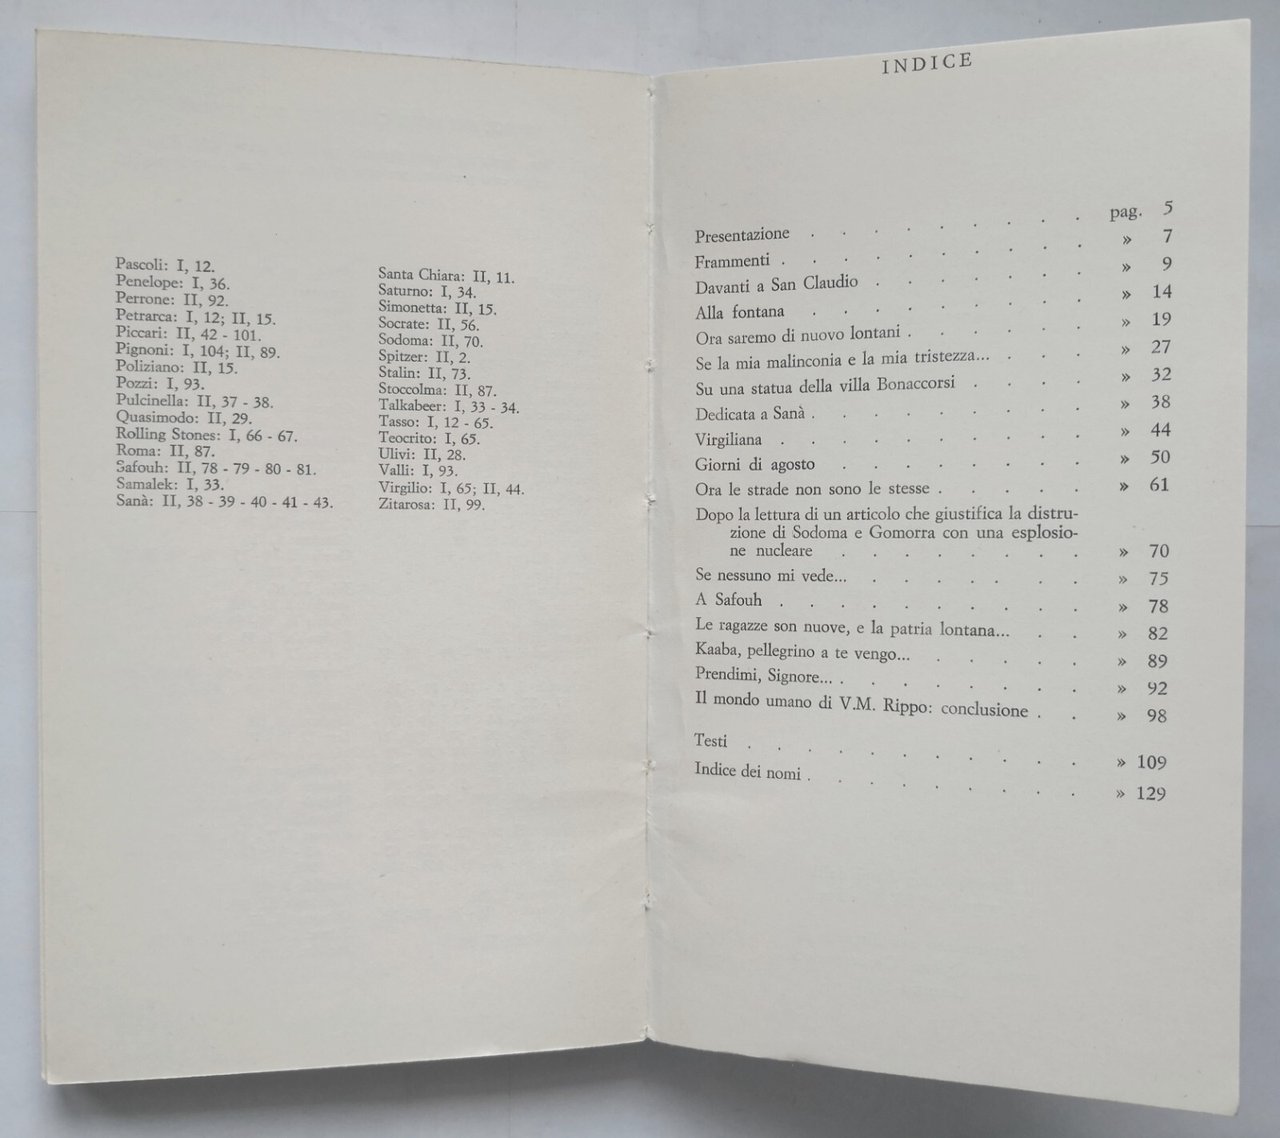 Pascoli: I, 12.
Penelope: I, 36.
Perrone: II, 92.
Petrarca: I, 12; II, 15.
Piccari: II, 42 - 101.
Pignoni: I, 104; II, 89.
Poliziano: II, 15.
Pozzi: I, 93.
Pulcinella: II, 37 - 38.
Quasimodo: II, 29.
Rolling Stones: I, 66 - 67.
Roma: II, 87.
Safouh: II, 78 - 79 - 80 - 81.
Samalek: I, 33.
Sanà: II, 38 - 39 - 40 - 41 - 43.
Santa Chiara: II, 11.
Saturno: I, 34.
Simonetta: II, 15.
Socrate: II, 56.
Sodoma: II, 70.
Spitzer: II, 2.
Stalin: II, 73.
Stoccolma: II, 87.
Talkabeer: I, 33 - 34.
Tasso: I, 12 - 65.
Teocrito: I, 65.
Ulivi: II, 28.
Valli: I, 93.
Virgilio: I, 65; II, 44.
Zitarosa: II, 99.
INDICE
Presentazione . . . . . . . . . pag. 5
Frammenti . . . . . . . . . . » 7
Davanti a San Claudio . . . . . . . » 9
Alla fontana . . . . . . . . . » 14
Ora saremo di nuovo lontani . . . . . . » 19
Se la mia malinconia e la mia tristezza... . . . » 27
Su una statua della villa Bonaccorsi . . . . » 32
Dedicata a Sanà . . . . . . . . . » 38
Virgiliana . . . . . . . . . . » 44
Giorni di agosto . . . . . . . . » 50
Ora le strade non sono le stesse . . . . . » 61
Dopo la lettura di un articolo che giustifica la distru-
zione di Sodoma e Gomorra con una esplosio-
ne nucleare . . . . . . . . » 70
Se nessuno mi vede... . . . . . . . » 75
A Safouh . . . . . . . . . . » 78
Le ragazze son nuove, e la patria lontana... . . » 82
Kaaba, pellegrino a te vengo... . . . . . » 89
Prendimi, Signore... . . . . . . . . » 92
Il mondo umano di V.M. Rippo: conclusione . . » 98
Testi . . . . . . . . . . . » 109
Indice dei nomi . . . . . . . . . » 129